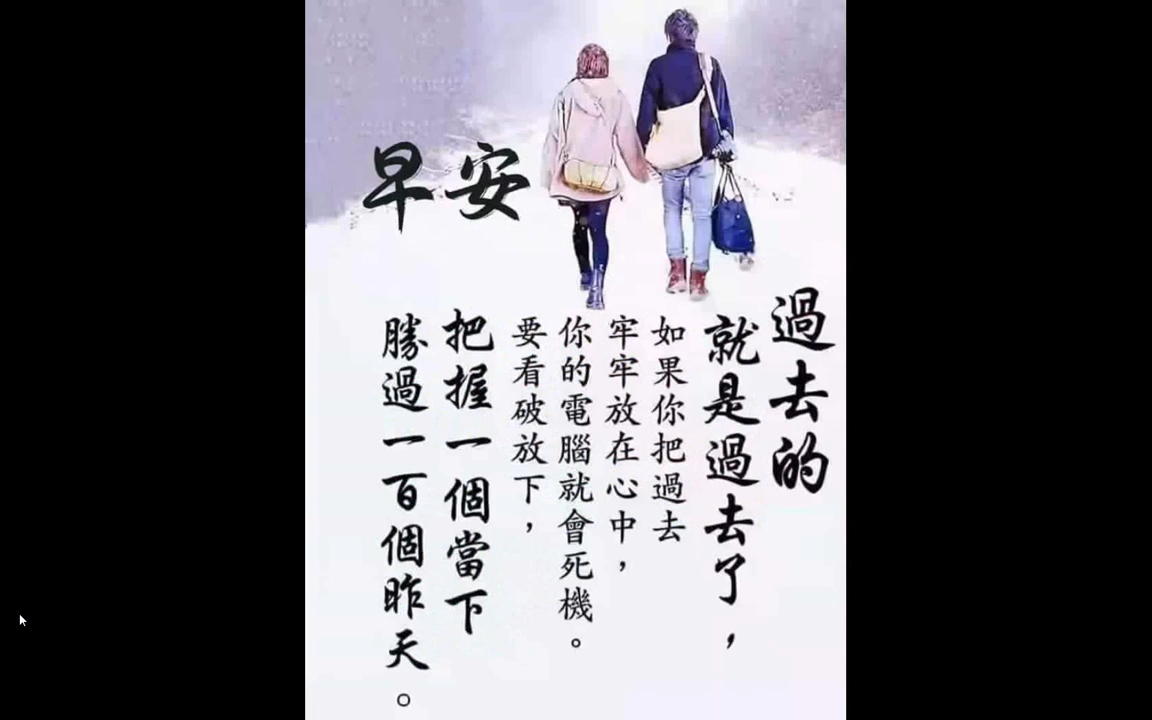 早安
過去的
就是過去了，
如果你把過去
牢牢放在心中，
你的電腦就會死機。
要看破放下，
把握一個當下
勝過一百個昨天。